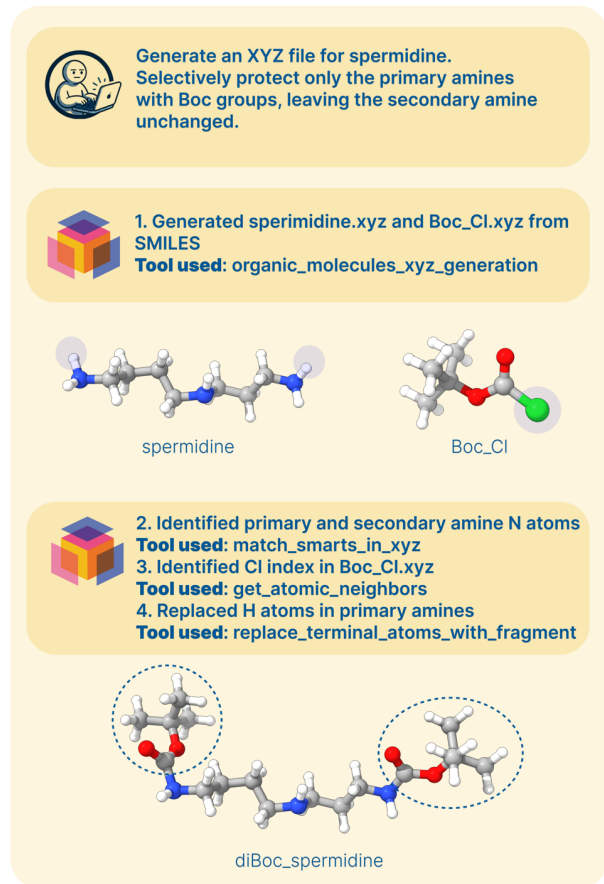 Generate an XYZ file for spermidine.
Selectively protect only the primary amines
with Boc groups, leaving the secondary amine
unchanged.
1. Generated sperimidine.xyz and Boc_Cl.xyz from
SMILES
Tool used: organic_molecules_xyz_generation
spermidine
Boc_Cl
2. Identified primary and secondary amine N atoms
Tool used: match_smarts_in_xyz
3. Identified Cl index in Boc_Cl.xyz
Tool used: get_atomic_neighbors
4. Replaced H atoms in primary amines
Tool used: replace_terminal_atoms_with_fragment
diBoc_spermidine